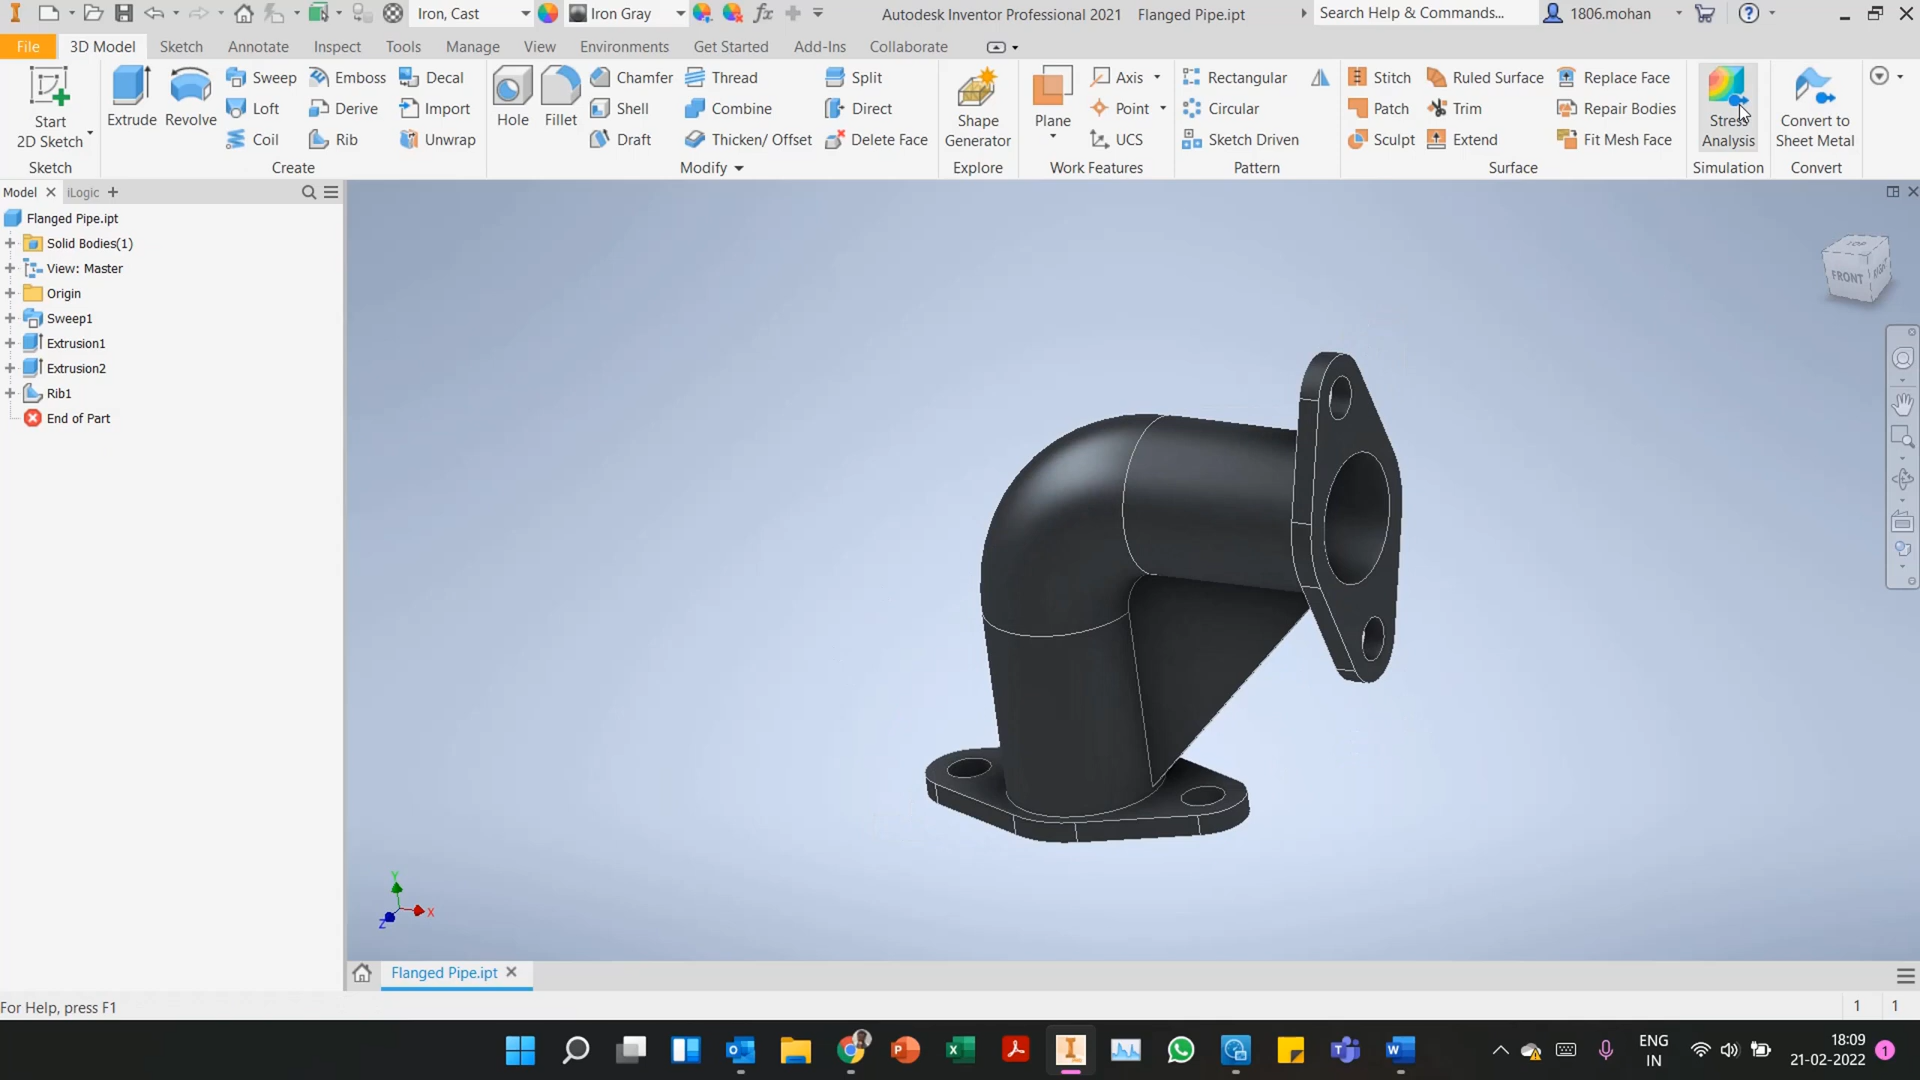 Iron, Cast
Iron Gray
fx
Autodesk Inventor Professional 2021 Flanged Pipe.ipt
Search Help & Commands...
1806.mohan
File
3D Model
Sketch
Annotate
Inspect
Tools
Manage
View
Environments
Get Started
Add-Ins
Collaborate
Start
2D Sketch
Extrude
Revolve
Sweep
Loft
Coil
Emboss
Derive
Rib
Decal
Import
Unwrap
Hole
Fillet
Chamfer
Shell
Draft
Thread
Combine
Thicken/ Offset
Split
Direct
Delete Face
Shape
Generator
Plane
Axis
Point
UCS
Rectangular
Circular
Sketch Driven
Stitch
Patch
Sculpt
Ruled Surface
Trim
Extend
Replace Face
Repair Bodies
Fit Mesh Face
Stress
Analysis
Convert to
Sheet Metal
Sketch
Create
Modify
Explore
Work Features
Pattern
Surface
Simulation
Convert
Model
iLogic
Flanged Pipe.ipt
Solid Bodies(1)
View: Master
Origin
Sweep1
Extrusion1
Extrusion2
Rib1
End of Part
TOP
FRONT
RIGHT
Y
X
Z
Flanged Pipe.ipt
For Help, press F1
1 1
ENG
IN
18:09
21-02-2022
1